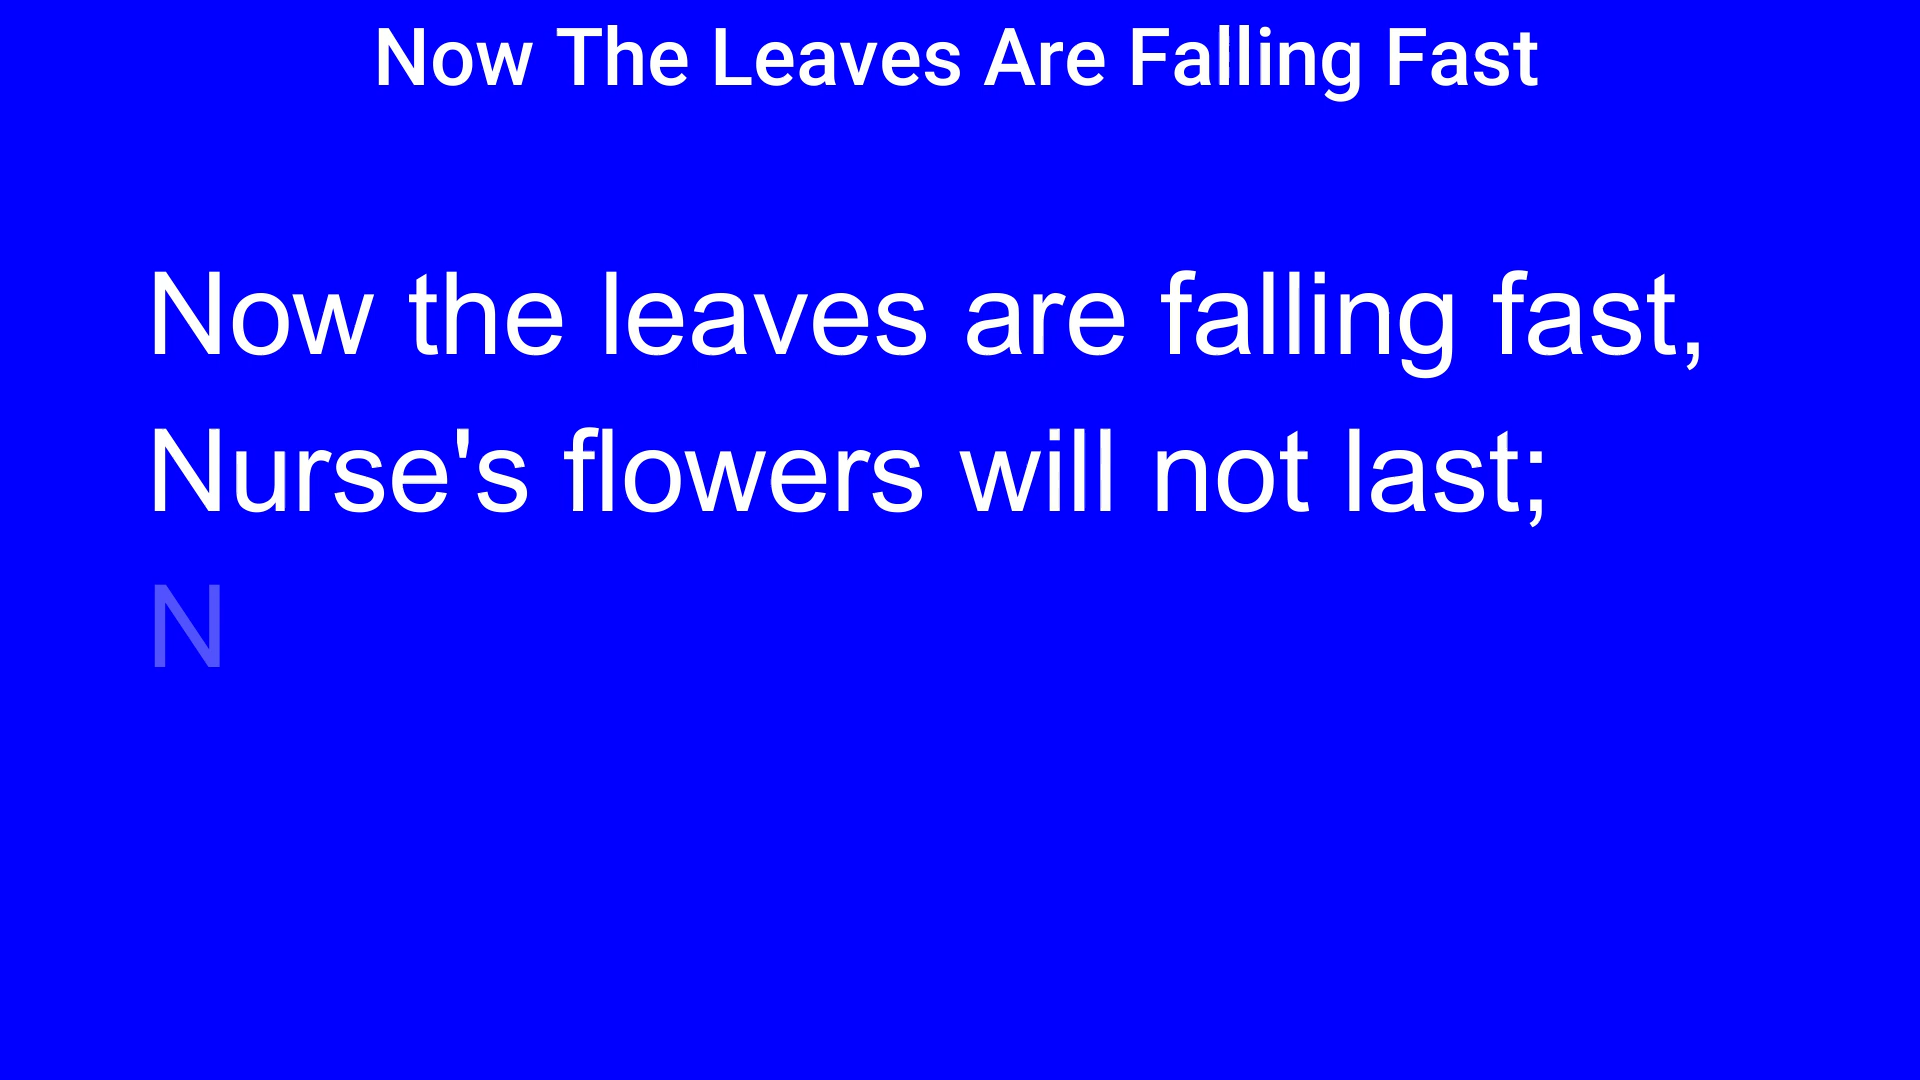 Now The Leaves Are Falling Fast
Now the leaves are falling fast,
Nurse's flowers will not last;
N